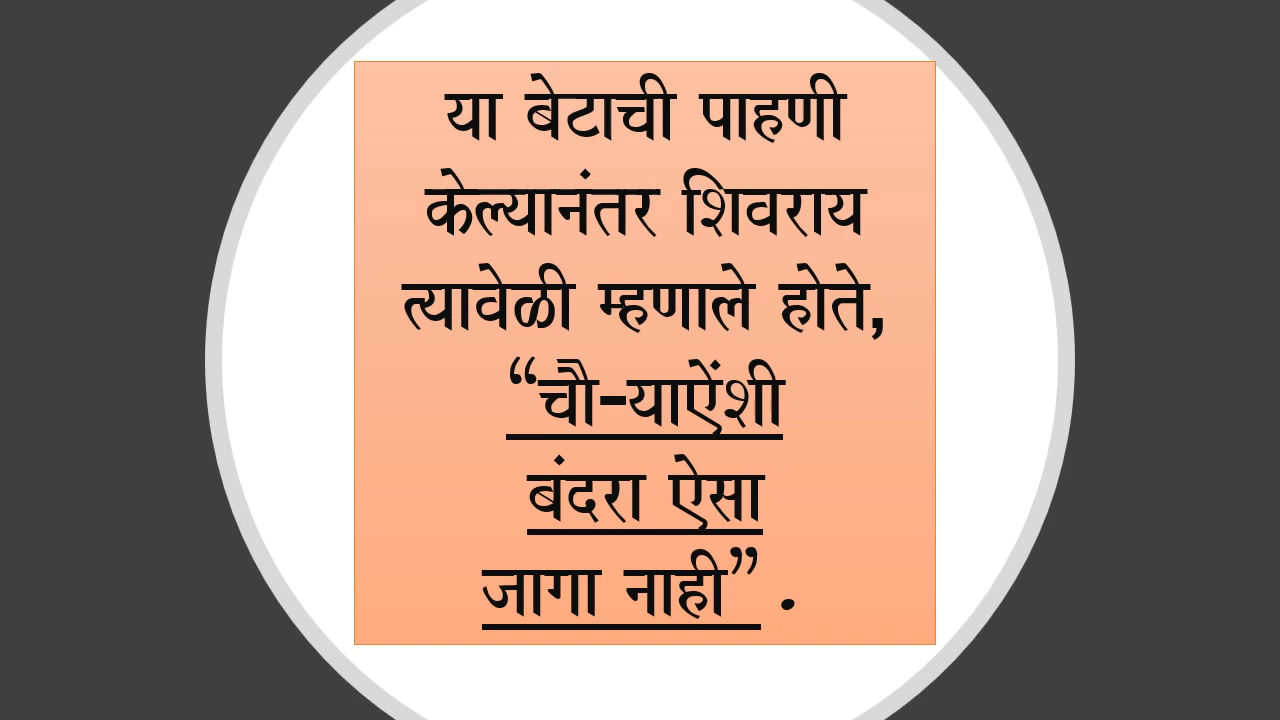 या बेटाची पाहणी
केल्यानंतर शिवराय
त्यावेळी म्हणाले होते,
“चौ-याऐंशी
बंदरा ऐसा
जागा नाही” .